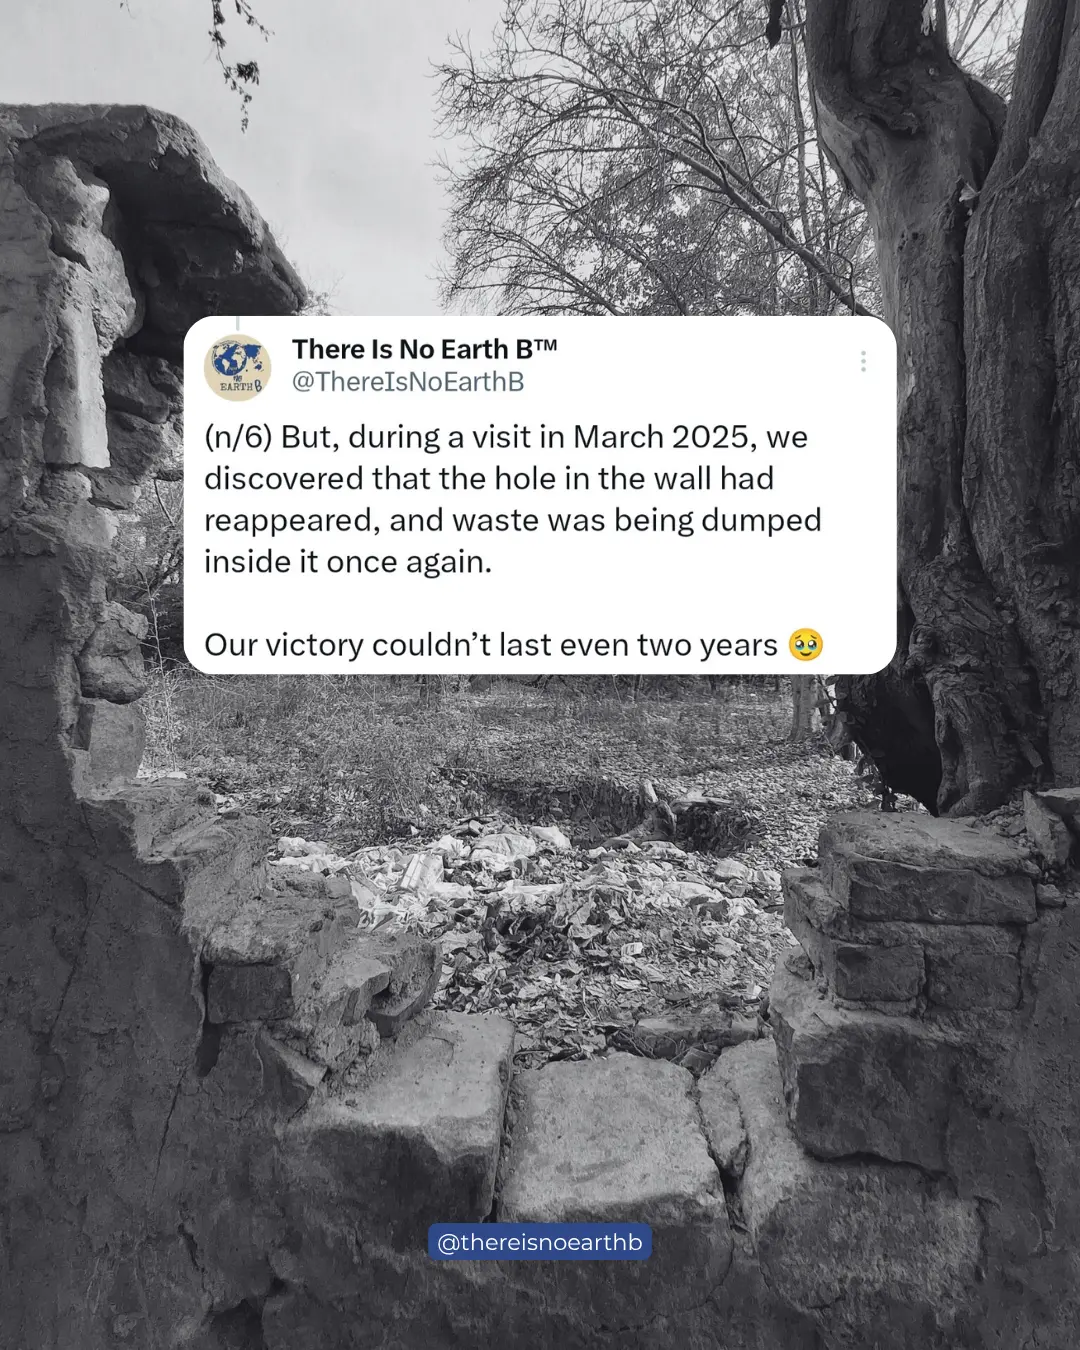 There Is No Earth B™
@ThereIsNoEarthB
EARTH B
(n/6) But, during a visit in March 2025, we
discovered that the hole in the wall had
reappeared, and waste was being dumped
inside it once again.
Our victory couldn’t last even two years 🥹
@thereisnoearthb